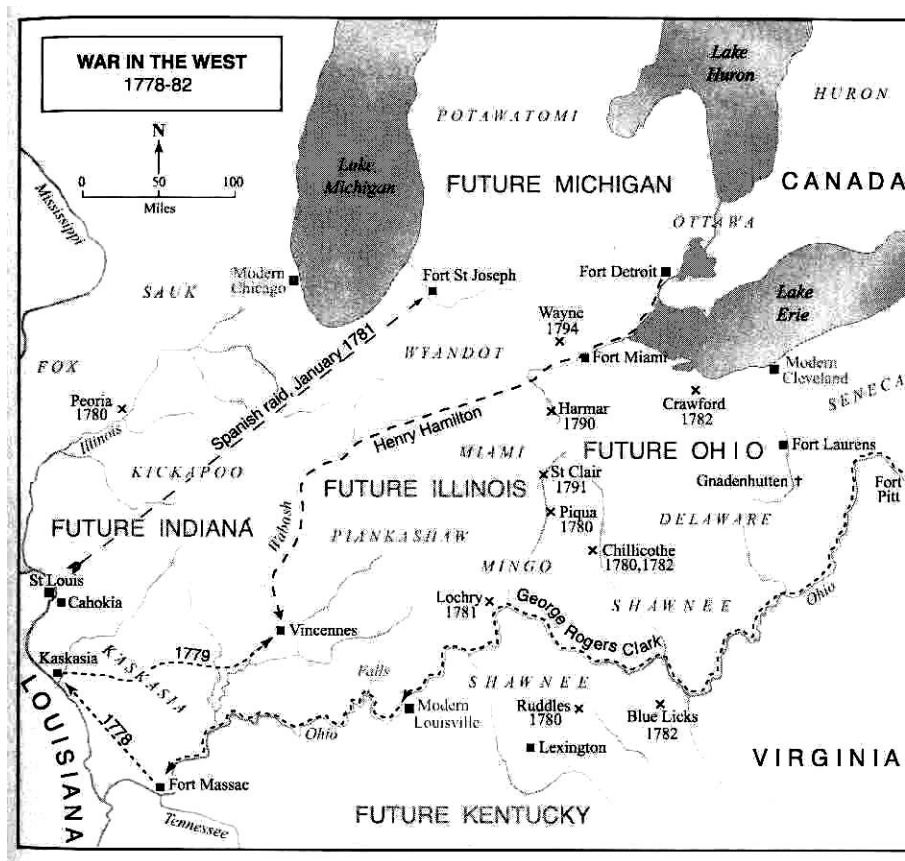 WAR IN THE WEST
1778-82
N
0 50 100
Miles
Lake
Huron
HURON
POTAWATOMI
Lake
Michigan
FUTURE MICHIGAN
CANADA
Mississippi
OTTAWA
Modern
Chicago
Fort St Joseph
Fort Detroit
SAUK
Lake
Erie
Wayne
1794
Spanish raid, January 1781
WYANDOT
Fort Miami
Modern
Cleveland
FOX
Peoria
1780
Henry Hamilton
Harmar
1790
Crawford
1782
SENECA
Illinois
MIAMI
FUTURE OHIO
Fort Laurens
KICKAPOO
St Clair
1791
Gnadenhutten
Fort
Pitt
FUTURE ILLINOIS
FUTURE INDIANA
Wabash
Piqua
1780
DELAWARE
PIANKASHAW
Chillicothe
1780,1782
MINGO
St Louis
Cahokia
Lochry
1781
George Rogers Clark
SHAWNEE
Ohio
Vincennes
1779
Kaskasia
KASKASIA
Falls
SHAWNEE
Modern
Louisville
Ruddles
1780
Blue Licks
1782
Ohio
1778
Lexington
LOUISIANA
VIRGINIA
Fort Massac
Tennessee
FUTURE KENTUCKY